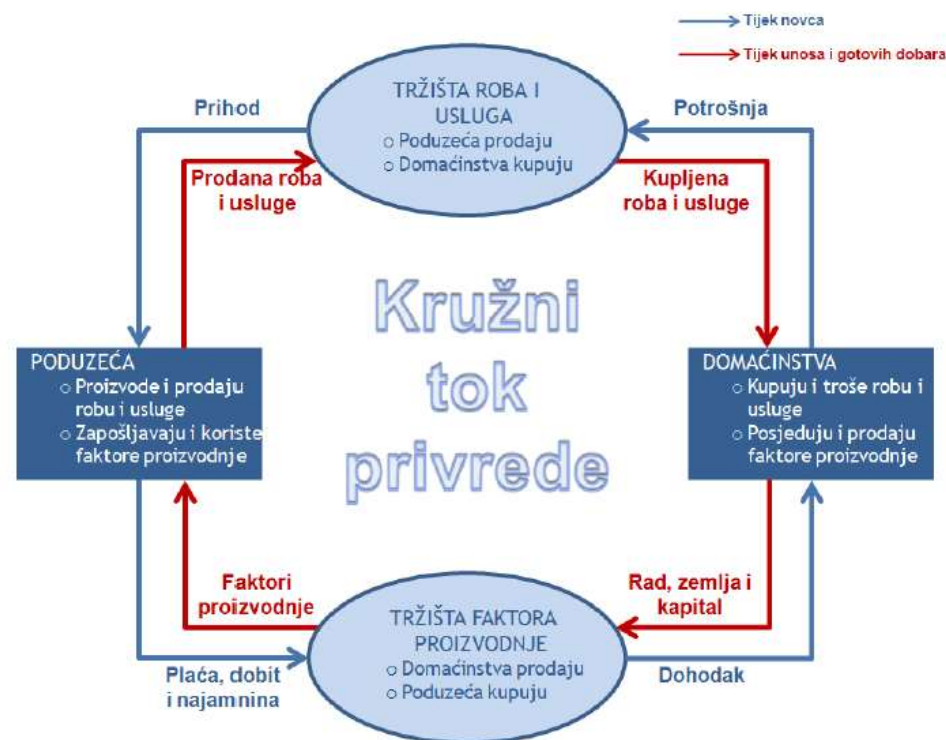 Tijek novca
Tijek unosa i gotovih dobara
TRŽIŠTA ROBA I
USLUGA
o Poduzeća prodaju
o Domaćinstva kupuju
Prihod
Potrošnja
Prodana roba
i usluge
Kupljena
roba i usluge
Kružni
tok
privrede
PODUZEĆA
o Proizvode i prodaju
robu i usluge
o Zapošljavaju i koriste
faktore proizvodnje
DOMAĆINSTVA
o Kupuju i troše robu i
usluge
o Posjeduju i prodaju
faktore proizvodnje
Faktori
proizvodnje
Rad, zemlja i
kapital
TRŽIŠTA FAKTORA
PROIZVODNJE
o Domaćinstva prodaju
o Poduzeća kupuju
Plaća, dobit
i najamnina
Dohodak